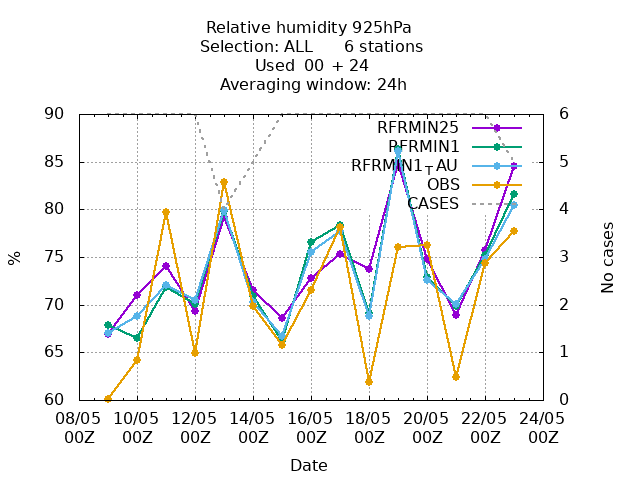 Relative humidity 925hPa
Selection: ALL 6 stations
Used 00 + 24
Averaging window: 24h
90 6
RFRMIN25
RFRMIN1
85 5
RFRMIN1_TAU
OBS
CASES
80 4
75 3
70 2
65 1
60 0
% No cases
08/05 10/05 12/05 14/05 16/05 18/05 20/05 22/05 24/05
00Z 00Z 00Z 00Z 00Z 00Z 00Z 00Z 00Z
Date